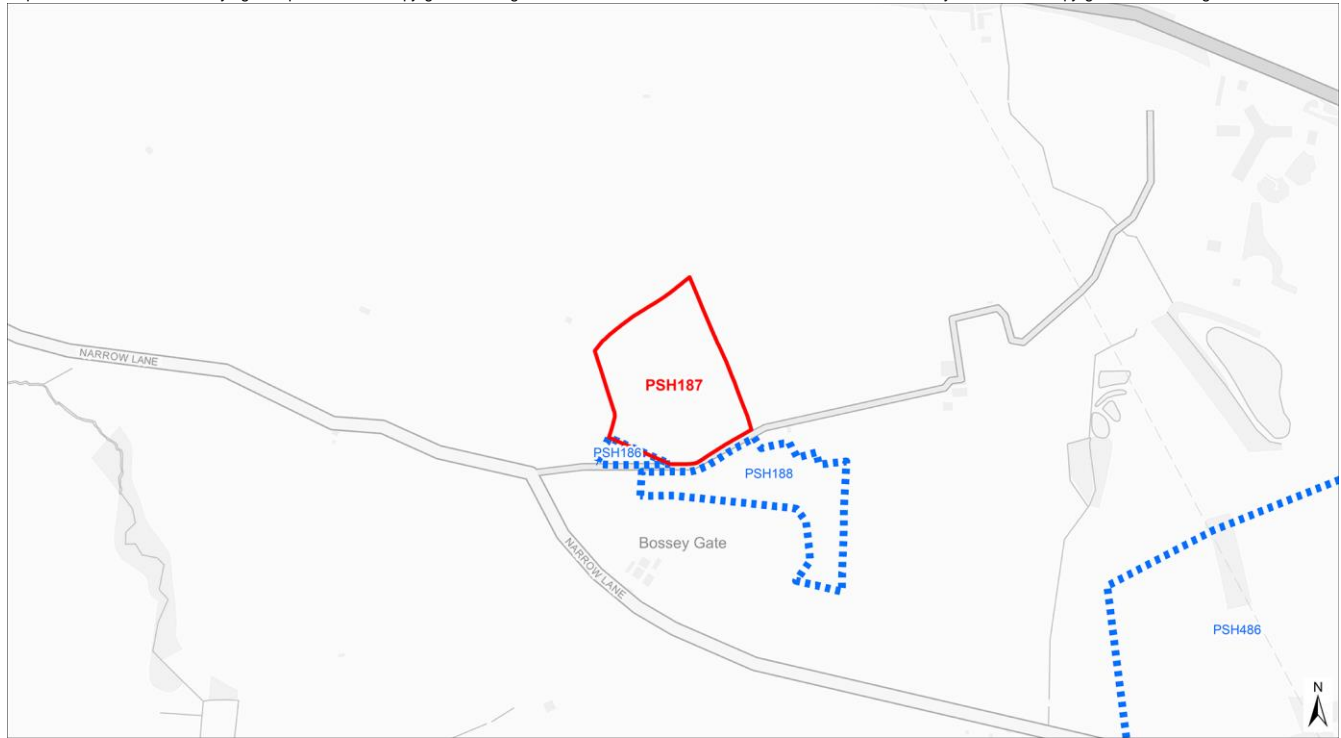 NARROW LANE
PSH187
PSH186
PSH188
Bossey Gate
NARROW LANE
PSH486
N